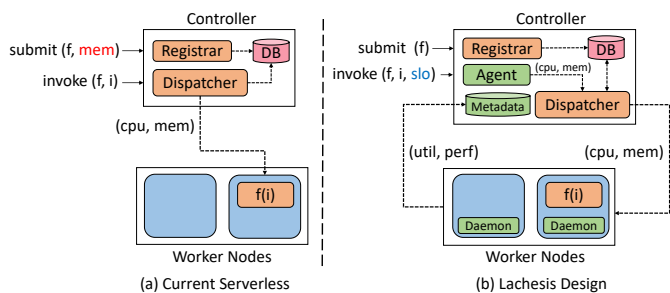 Controller
submit (f, mem)
Registrar
DB
invoke (f, i)
Dispatcher
(cpu, mem)
f(i)
Worker Nodes
(a) Current Serverless
Controller
submit (f)
Registrar
DB
invoke (f, i, slo)
Agent
(cpu, mem)
Metadata
Dispatcher
(util, perf)
(cpu, mem)
f(i)
Daemon
Daemon
Worker Nodes
(b) Lachesis Design